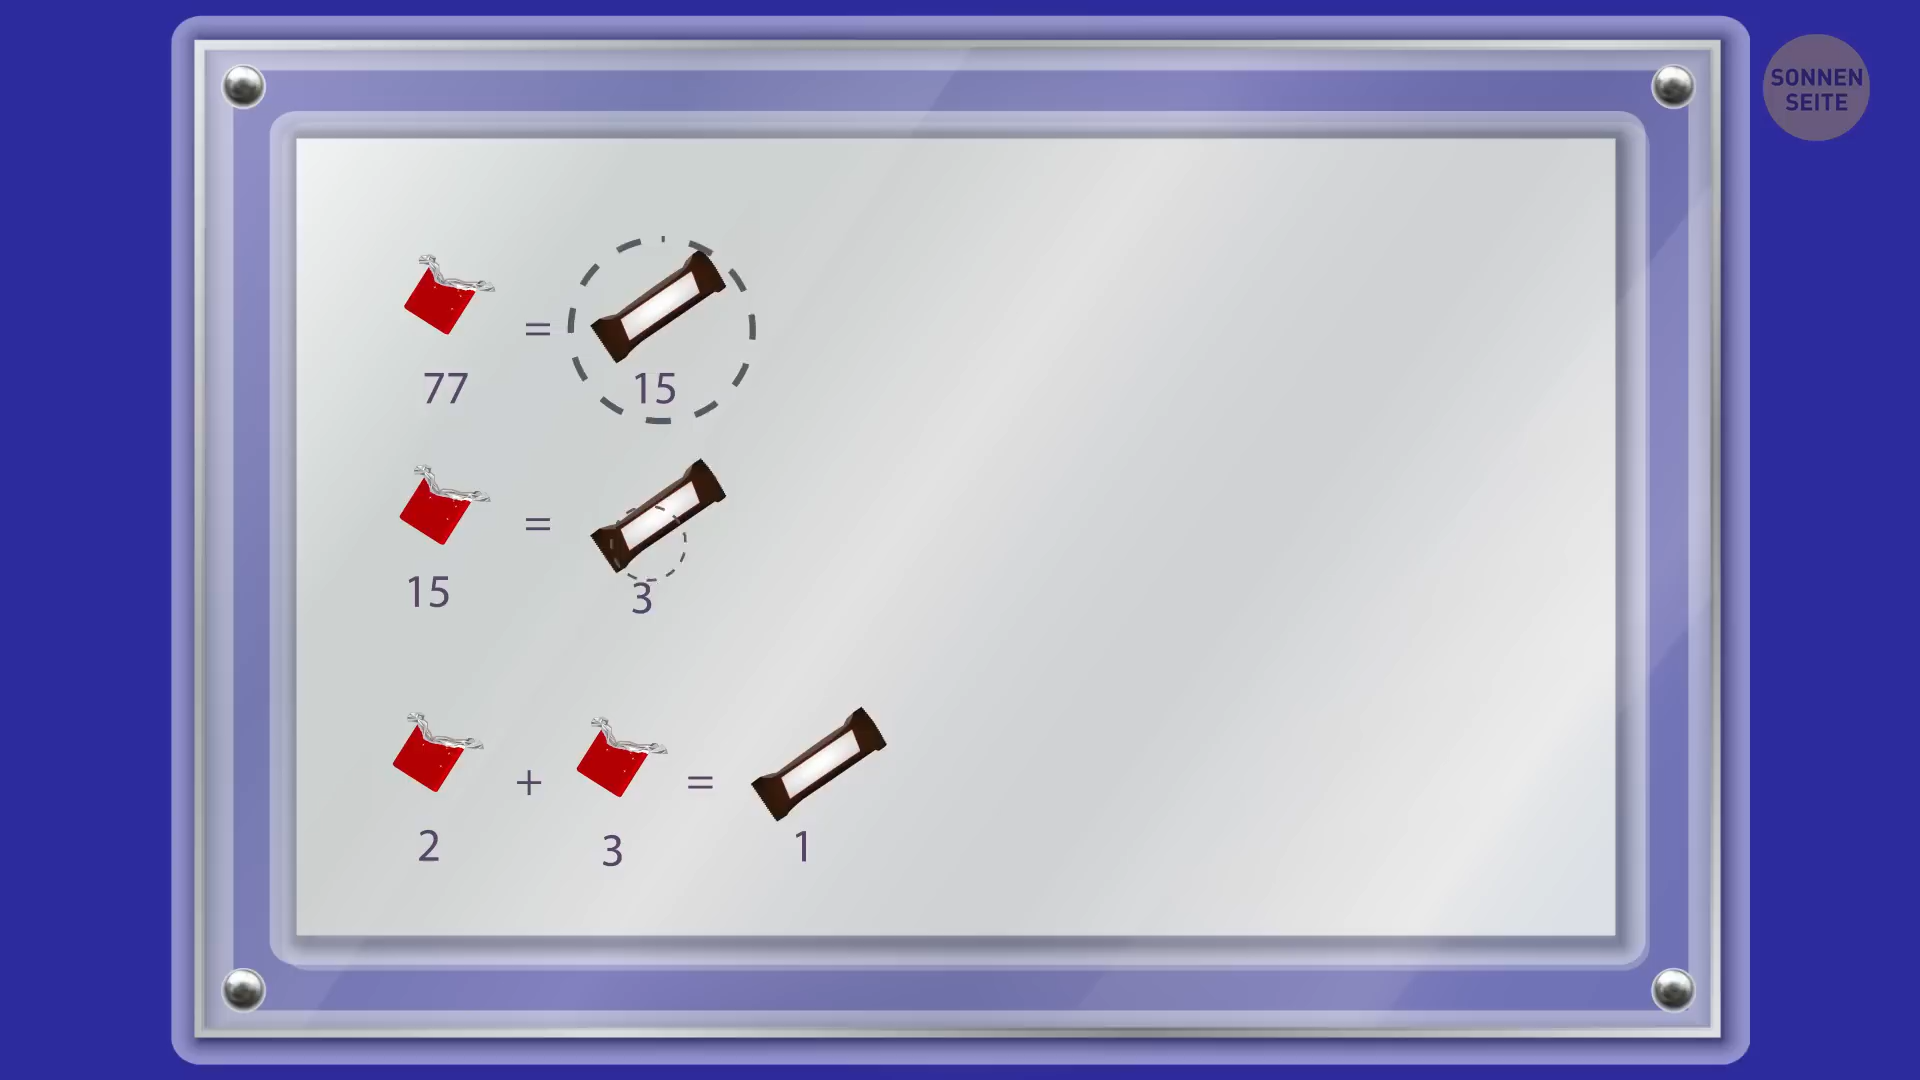 SONNEN
SEITE
=
77 15
=
15 3
+ =
2 3 1